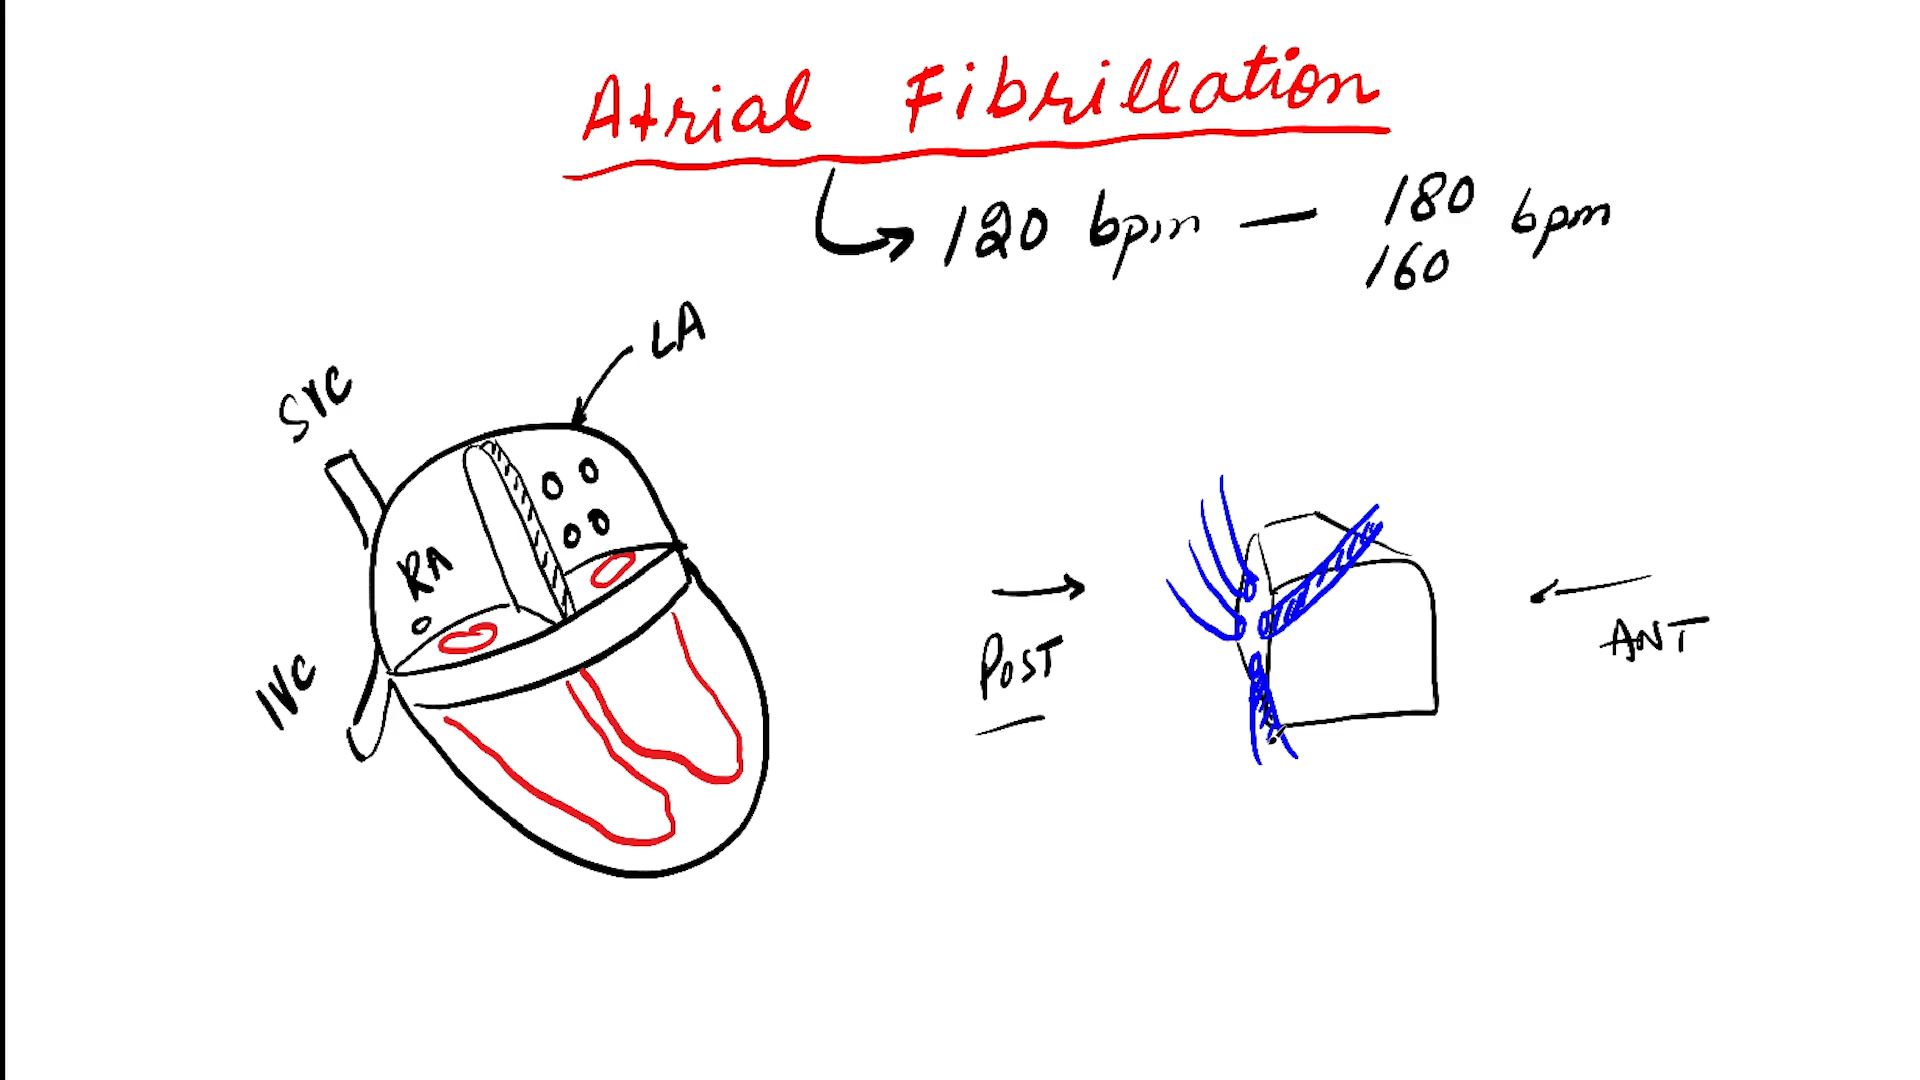 Atrial Fibrillation
120 bpm — 180 bpm
160
LA
SVC
RA
IVC
POST
ANT